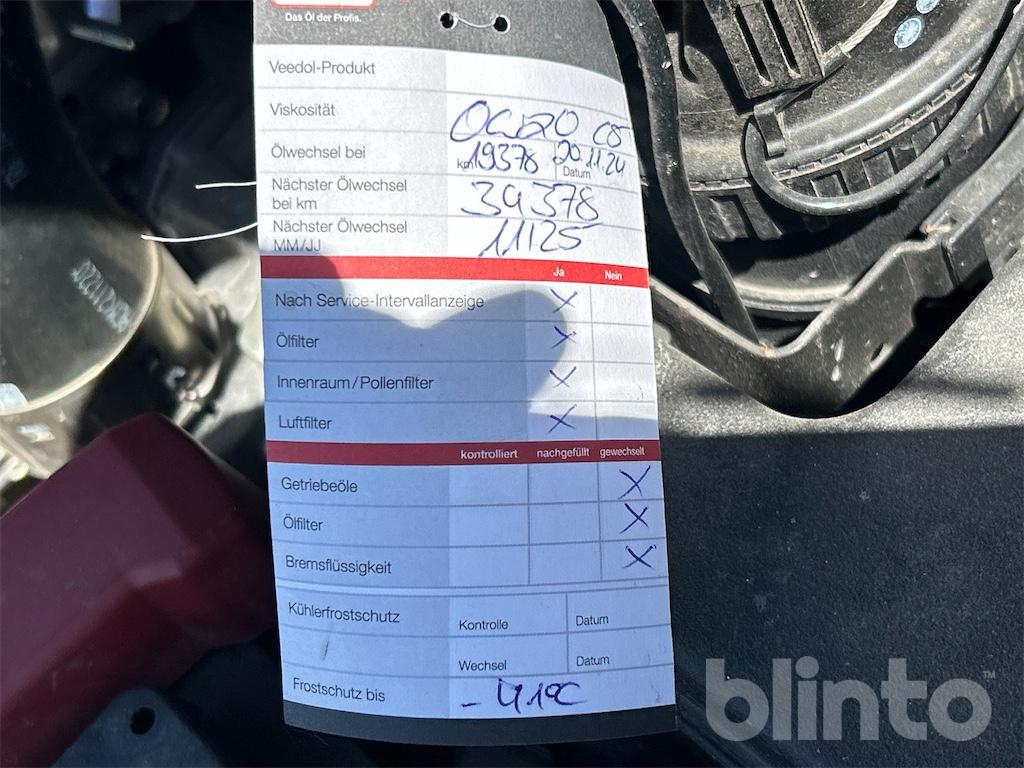 Das Öl der Profis.
Veedol-Produkt
Viskosität 0W20 C5
Ölwechsel bei km 19378 20.11.24 Datum
Nächster Ölwechsel bei km 39378
Nächster Ölwechsel MM/JJ 11/25
Ja Nein
Nach Service-Intervallanzeige X
Ölfilter X
Innenraum/Pollenfilter X
Luftfilter X
kontrolliert nachgefüllt gewechselt
Getriebeöle X
Ölfilter X
Bremsflüssigkeit X
Kühlerfrostschutz Kontrolle Datum
Wechsel Datum
Frostschutz bis -41°C
blinto™